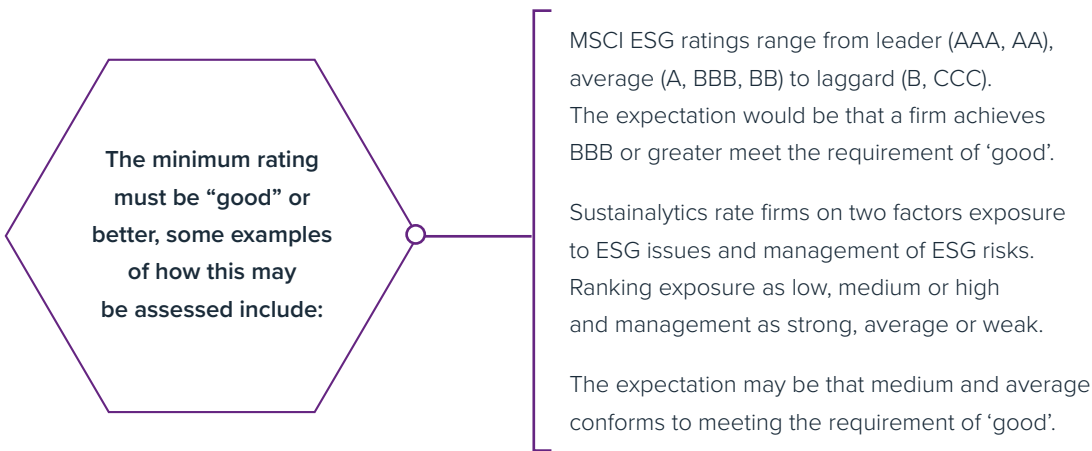 The minimum rating
must be “good” or
better, some examples
of how this may
be assessed include:
MSCI ESG ratings range from leader (AAA, AA),
average (A, BBB, BB) to laggard (B, CCC).
The expectation would be that a firm achieves
BBB or greater meet the requirement of ‘good’.
Sustainalytics rate firms on two factors exposure
to ESG issues and management of ESG risks.
Ranking exposure as low, medium or high
and management as strong, average or weak.
The expectation may be that medium and average
conforms to meeting the requirement of ‘good’.